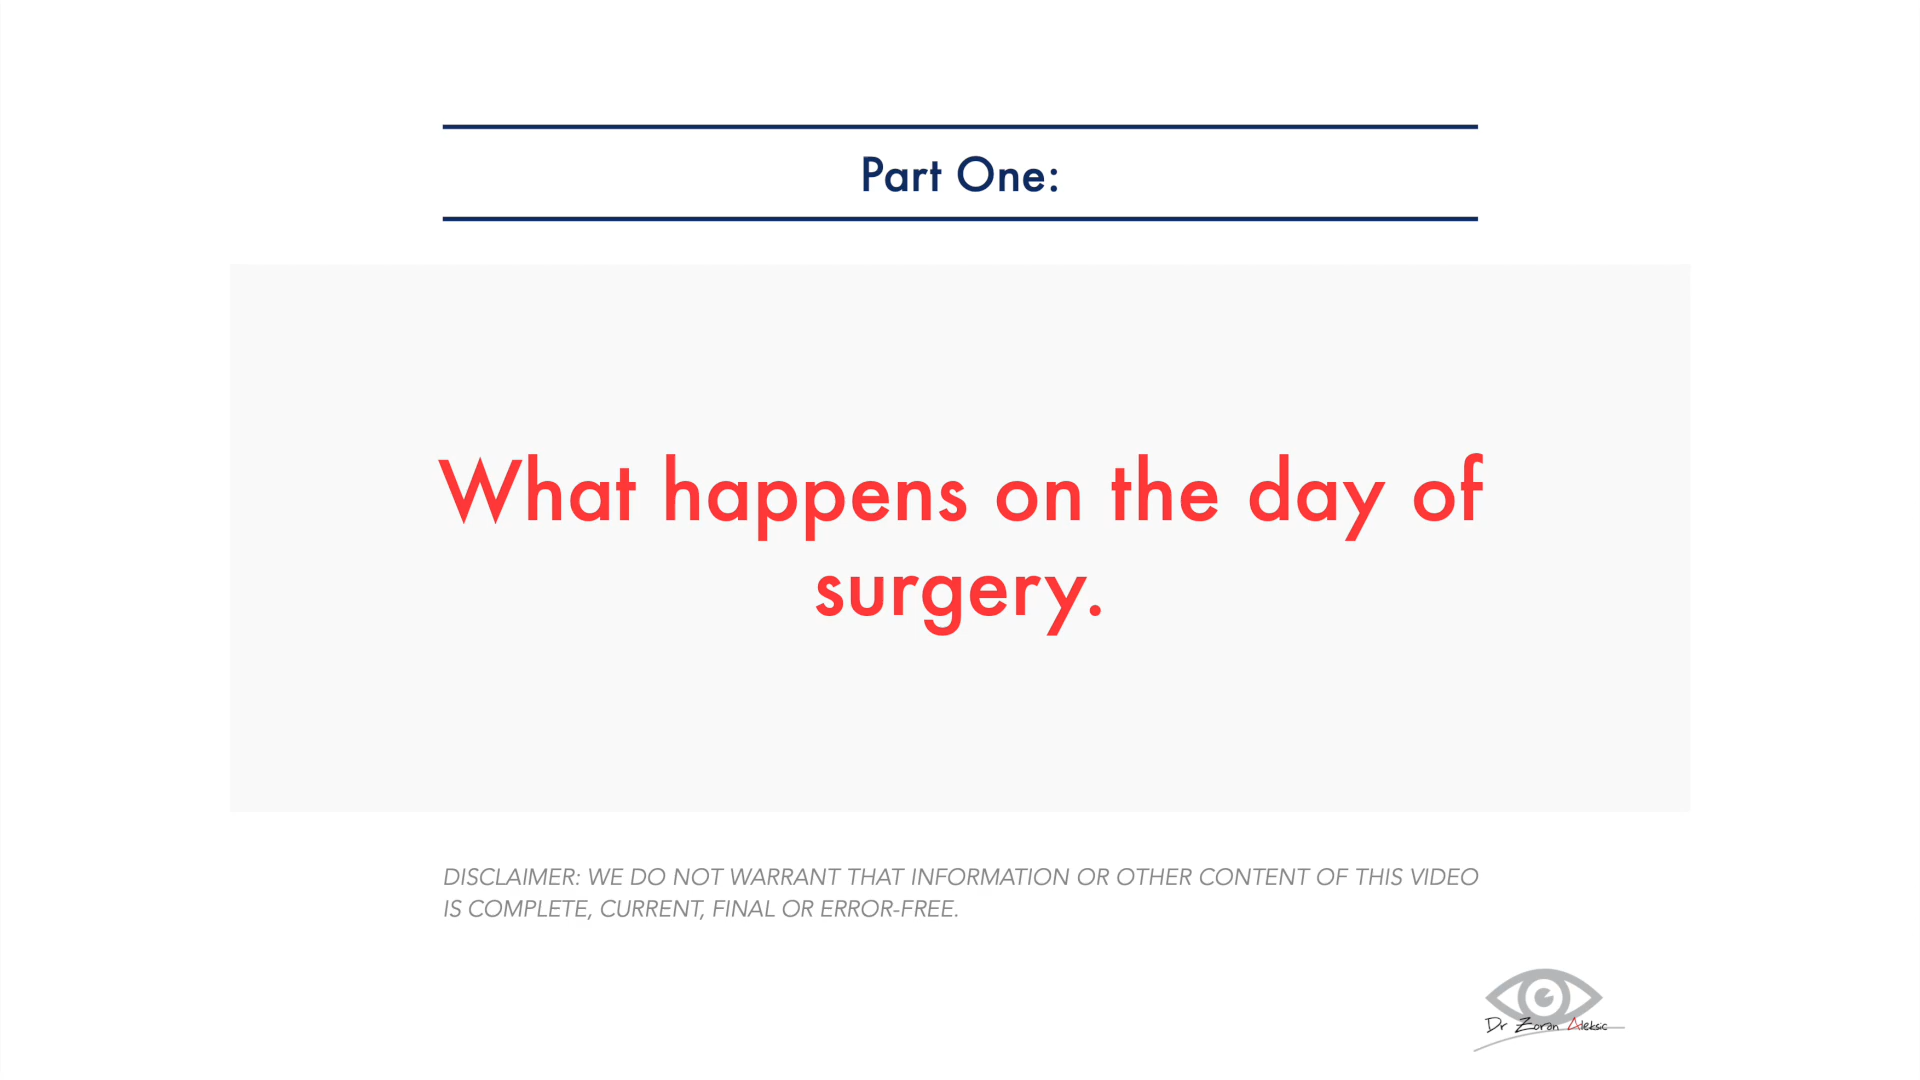 Part One:
What happens on the day of
surgery.
DISCLAIMER: WE DO NOT WARRANT THAT INFORMATION OR OTHER CONTENT OF THIS VIDEO
IS COMPLETE, CURRENT, FINAL OR ERROR-FREE.
Dr Zoran Aleksic